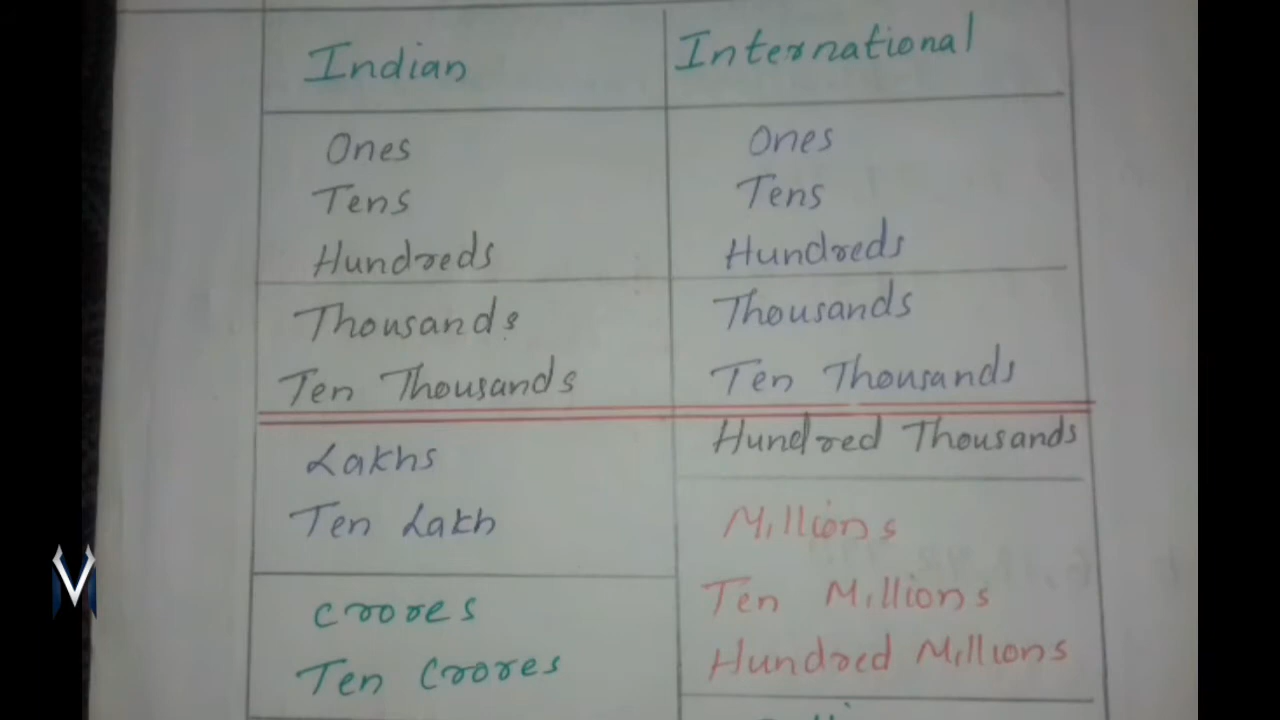 Indian International
Ones Ones
Tens Tens
Hundreds Hundreds
Thousands Thousands
Ten Thousands Ten Thousands
Lakhs Hundred Thousands
Ten Lakh Millions
Crores Ten Millions
Ten Crores Hundred Millions